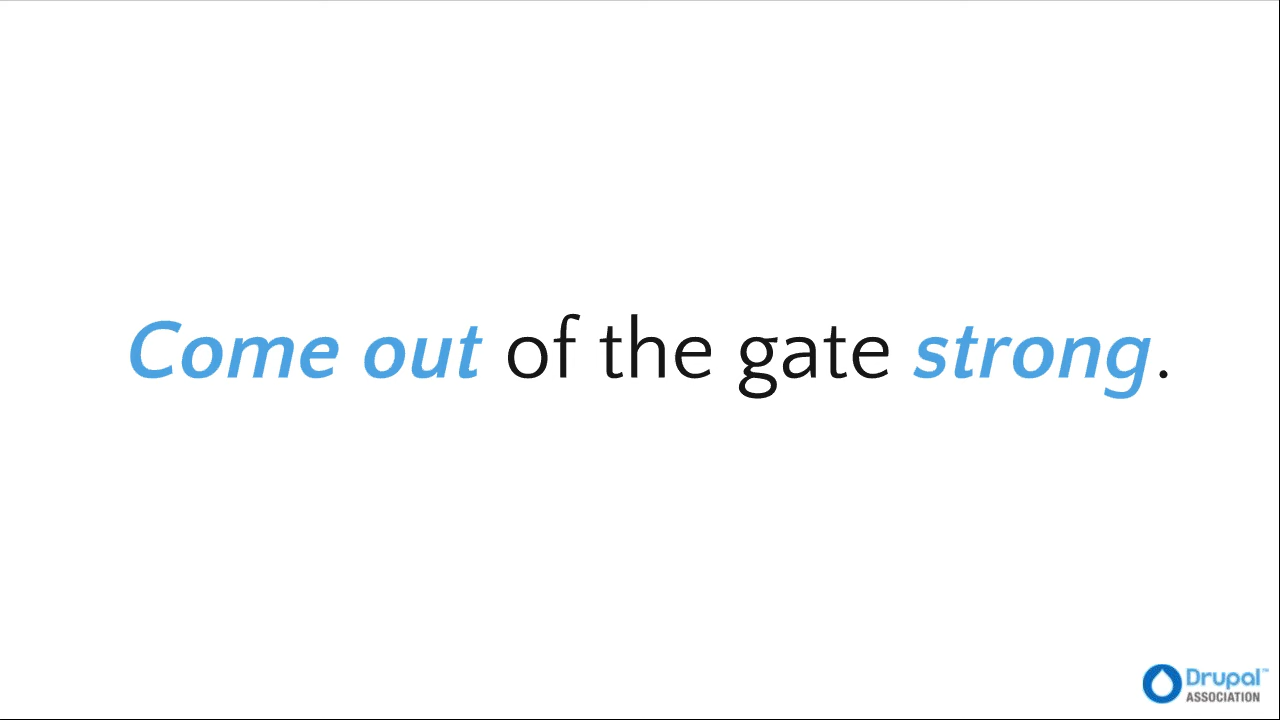 Come out of the gate strong.
Drupal™
ASSOCIATION